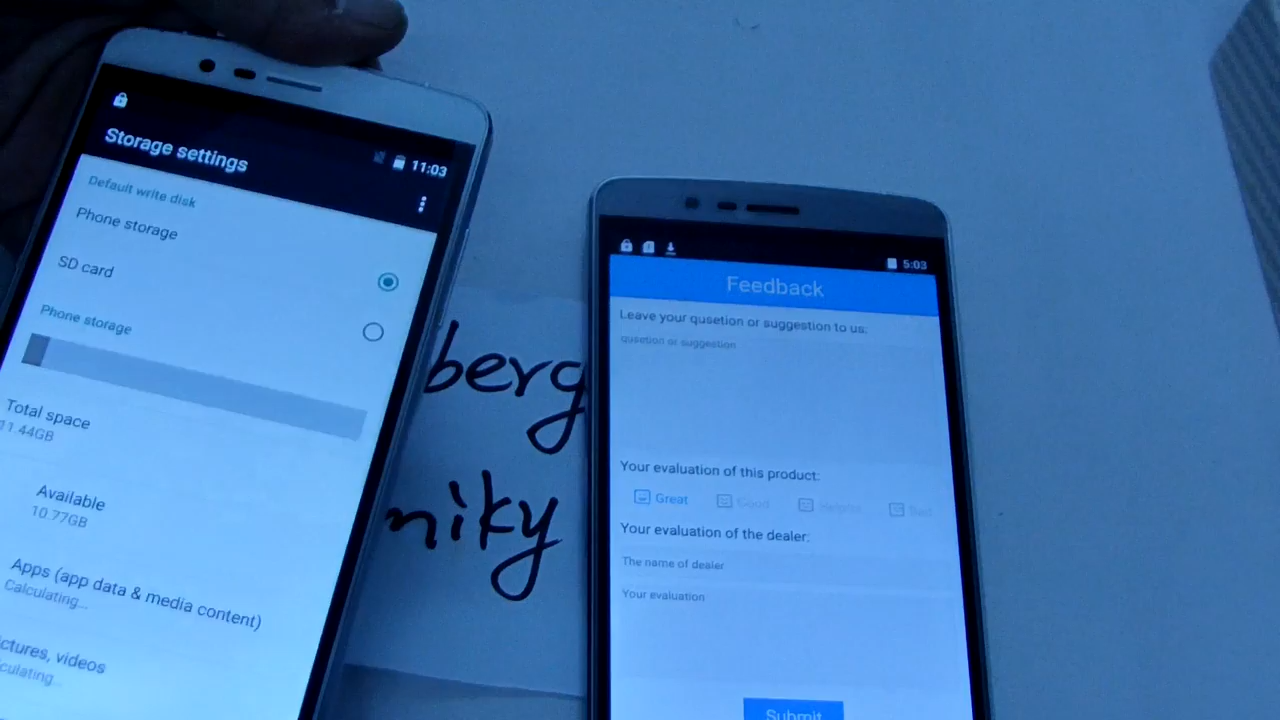 Storage settings
11:03
Default write disk
Phone storage
SD card
Phone storage
Total space
11.44GB
Available
10.77GB
Apps (app data & media content)
Calculating...
ctures, videos
culating...
berg
niky
5:03
Feedback
Leave your qusetion or suggestion to us:
qusetion or suggestion
Your evaluation of this product:
Great
Good
Bad
Your evaluation of the dealer:
The name of dealer
Your evaluation
Submit